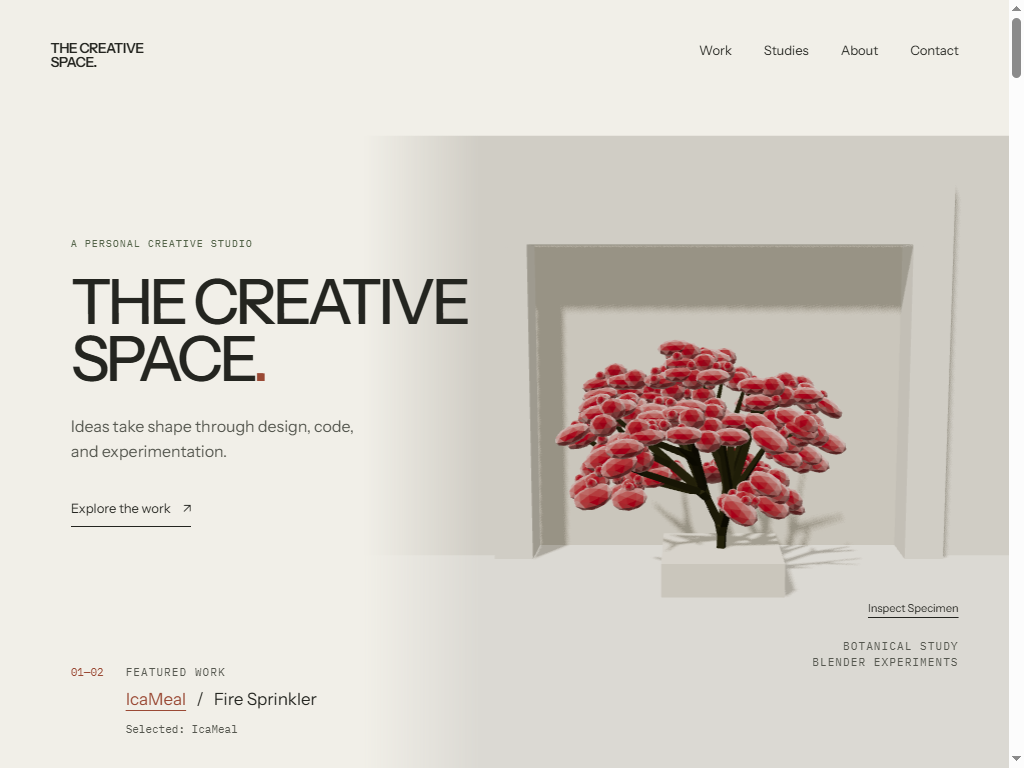 THE CREATIVE
SPACE.
Work
Studies
About
Contact
A PERSONAL CREATIVE STUDIO
THE CREATIVE
SPACE.
Ideas take shape through design, code,
and experimentation.
Explore the work
Inspect Specimen
BOTANICAL STUDY
BLENDER EXPERIMENTS
01—02 FEATURED WORK
IcaMeal / Fire Sprinkler
Selected: IcaMeal